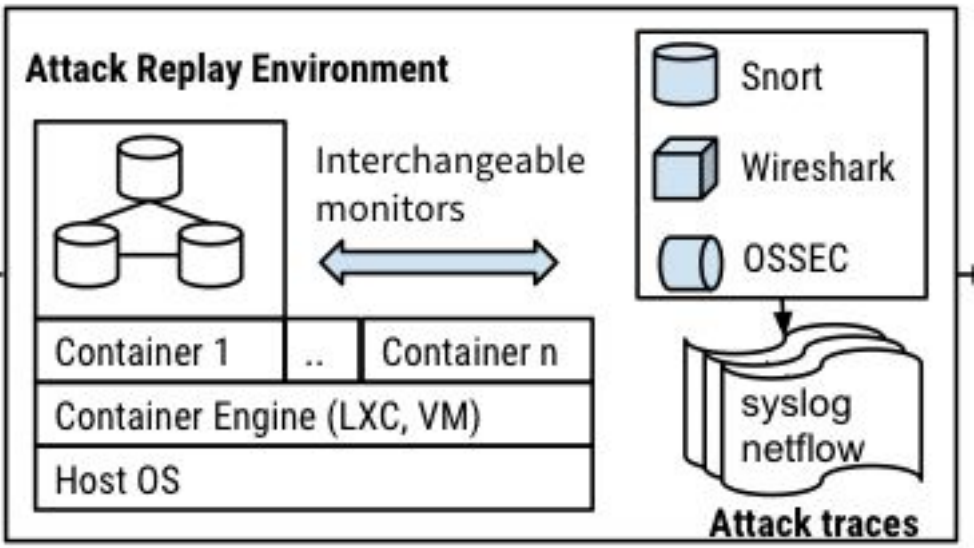 Attack Replay Environment
Interchangeable
monitors
Container 1
..
Container n
Container Engine (LXC, VM)
Host OS
Snort
Wireshark
OSSEC
syslog
netflow
Attack traces